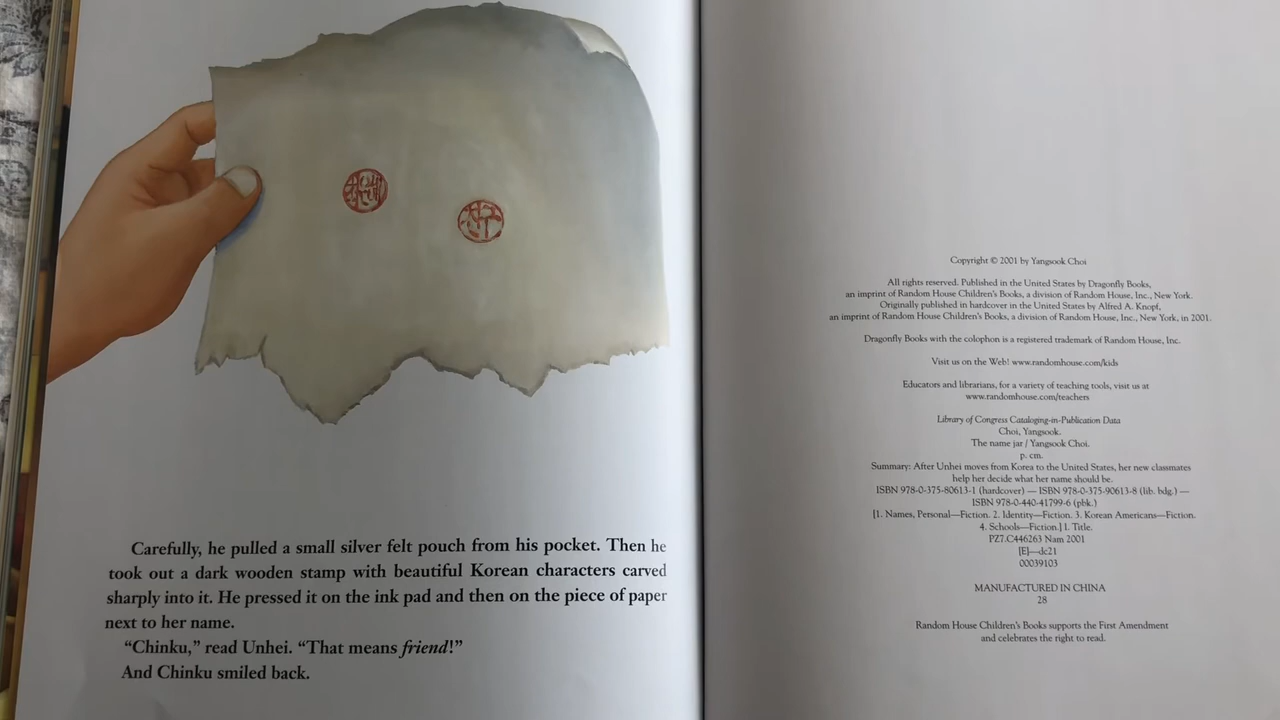 Carefully, he pulled a small silver felt pouch from his pocket. Then he
took out a dark wooden stamp with beautiful Korean characters carved
sharply into it. He pressed it on the ink pad and then on the piece of paper
next to her name.
“Chinku,” read Unhei. “That means friend!”
And Chinku smiled back.
Copyright © 2001 by Yangsook Choi
All rights reserved. Published in the United States by Dragonfly Books,
an imprint of Random House Children's Books, a division of Random House, Inc., New York.
Originally published in hardcover in the United States by Alfred A. Knopf,
an imprint of Random House Children's Books, a division of Random House, Inc., New York, in 2001.
Dragonfly Books with the colophon is a registered trademark of Random House, Inc.
Visit us on the Web! www.randomhouse.com/kids
Educators and librarians, for a variety of teaching tools, visit us at
www.randomhouse.com/teachers
Library of Congress Cataloging-in-Publication Data
Choi, Yangsook.
The name jar / Yangsook Choi.
p. cm.
Summary: After Unhei moves from Korea to the United States, her new classmates
help her decide what her name should be.
ISBN 978-0-375-80613-1 (hardcover) — ISBN 978-0-375-90613-8 (lib. bdg.) —
ISBN 978-0-440-41799-6 (pbk.)
[1. Names, Personal—Fiction. 2. Identity—Fiction. 3. Korean Americans—Fiction.
4. Schools—Fiction.] I. Title.
PZ7.C446263 Nam 2001
[E]—dc21
00039103
MANUFACTURED IN CHINA
28
Random House Children's Books supports the First Amendment
and celebrates the right to read.